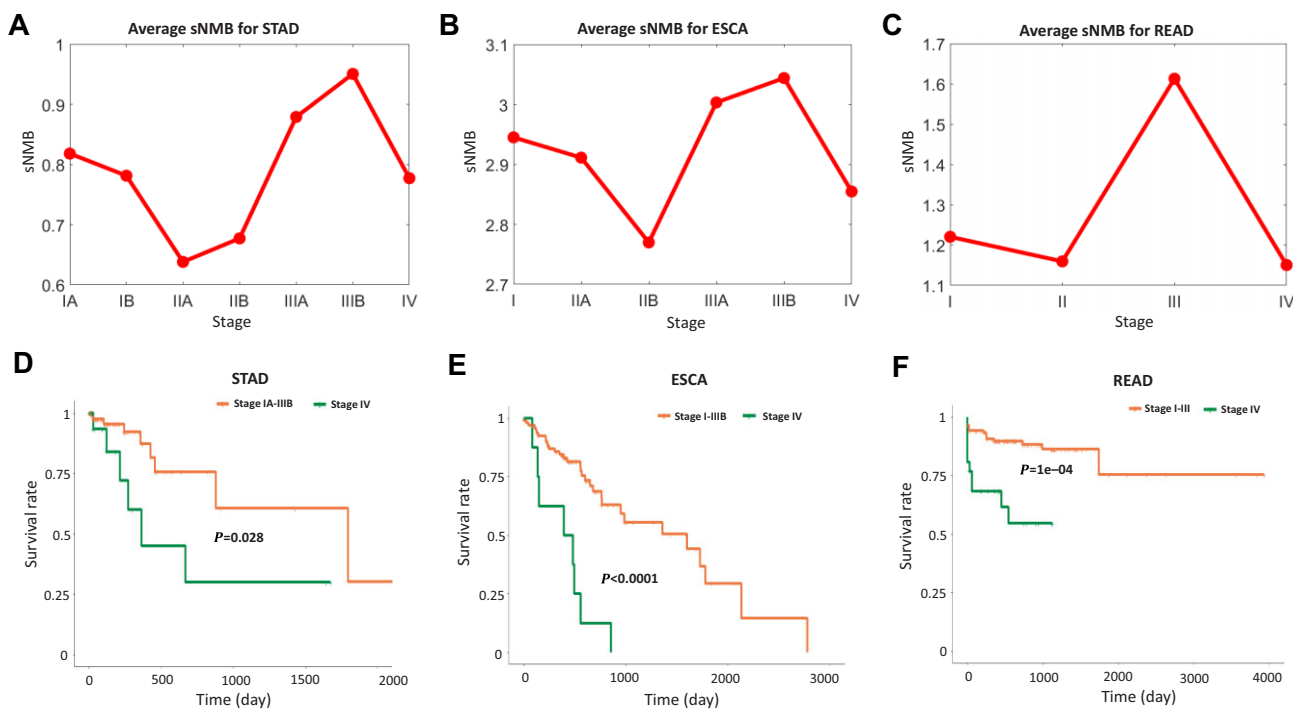 A
Average sNMB for STAD
1
0.9
0.8
0.7
0.6
sNMB
IA IB IIA IIB IIIA IIIB IV
Stage
B
Average sNMB for ESCA
3.1
3
2.9
2.8
2.7
sNMB
I IIA IIB IIIA IIIB IV
Stage
C
Average sNMB for READ
1.7
1.6
1.5
1.4
1.3
1.2
1.1
sNMB
I II III IV
Stage
D
STAD
Stage IA-IIIB Stage IV
1
0.75
0.5
0.25
0
Survival rate
P=0.028
0 500 1000 1500 2000
Time (day)
E
ESCA
Stage I-IIIB Stage IV
1
0.75
0.5
0.25
0
Survival rate
P<0.0001
0 1000 2000 3000
Time (day)
F
READ
Stage I-III Stage IV
1
0.75
0.5
0.25
0
Survival rate
P=1e–04
0 1000 2000 3000 4000
Time (day)